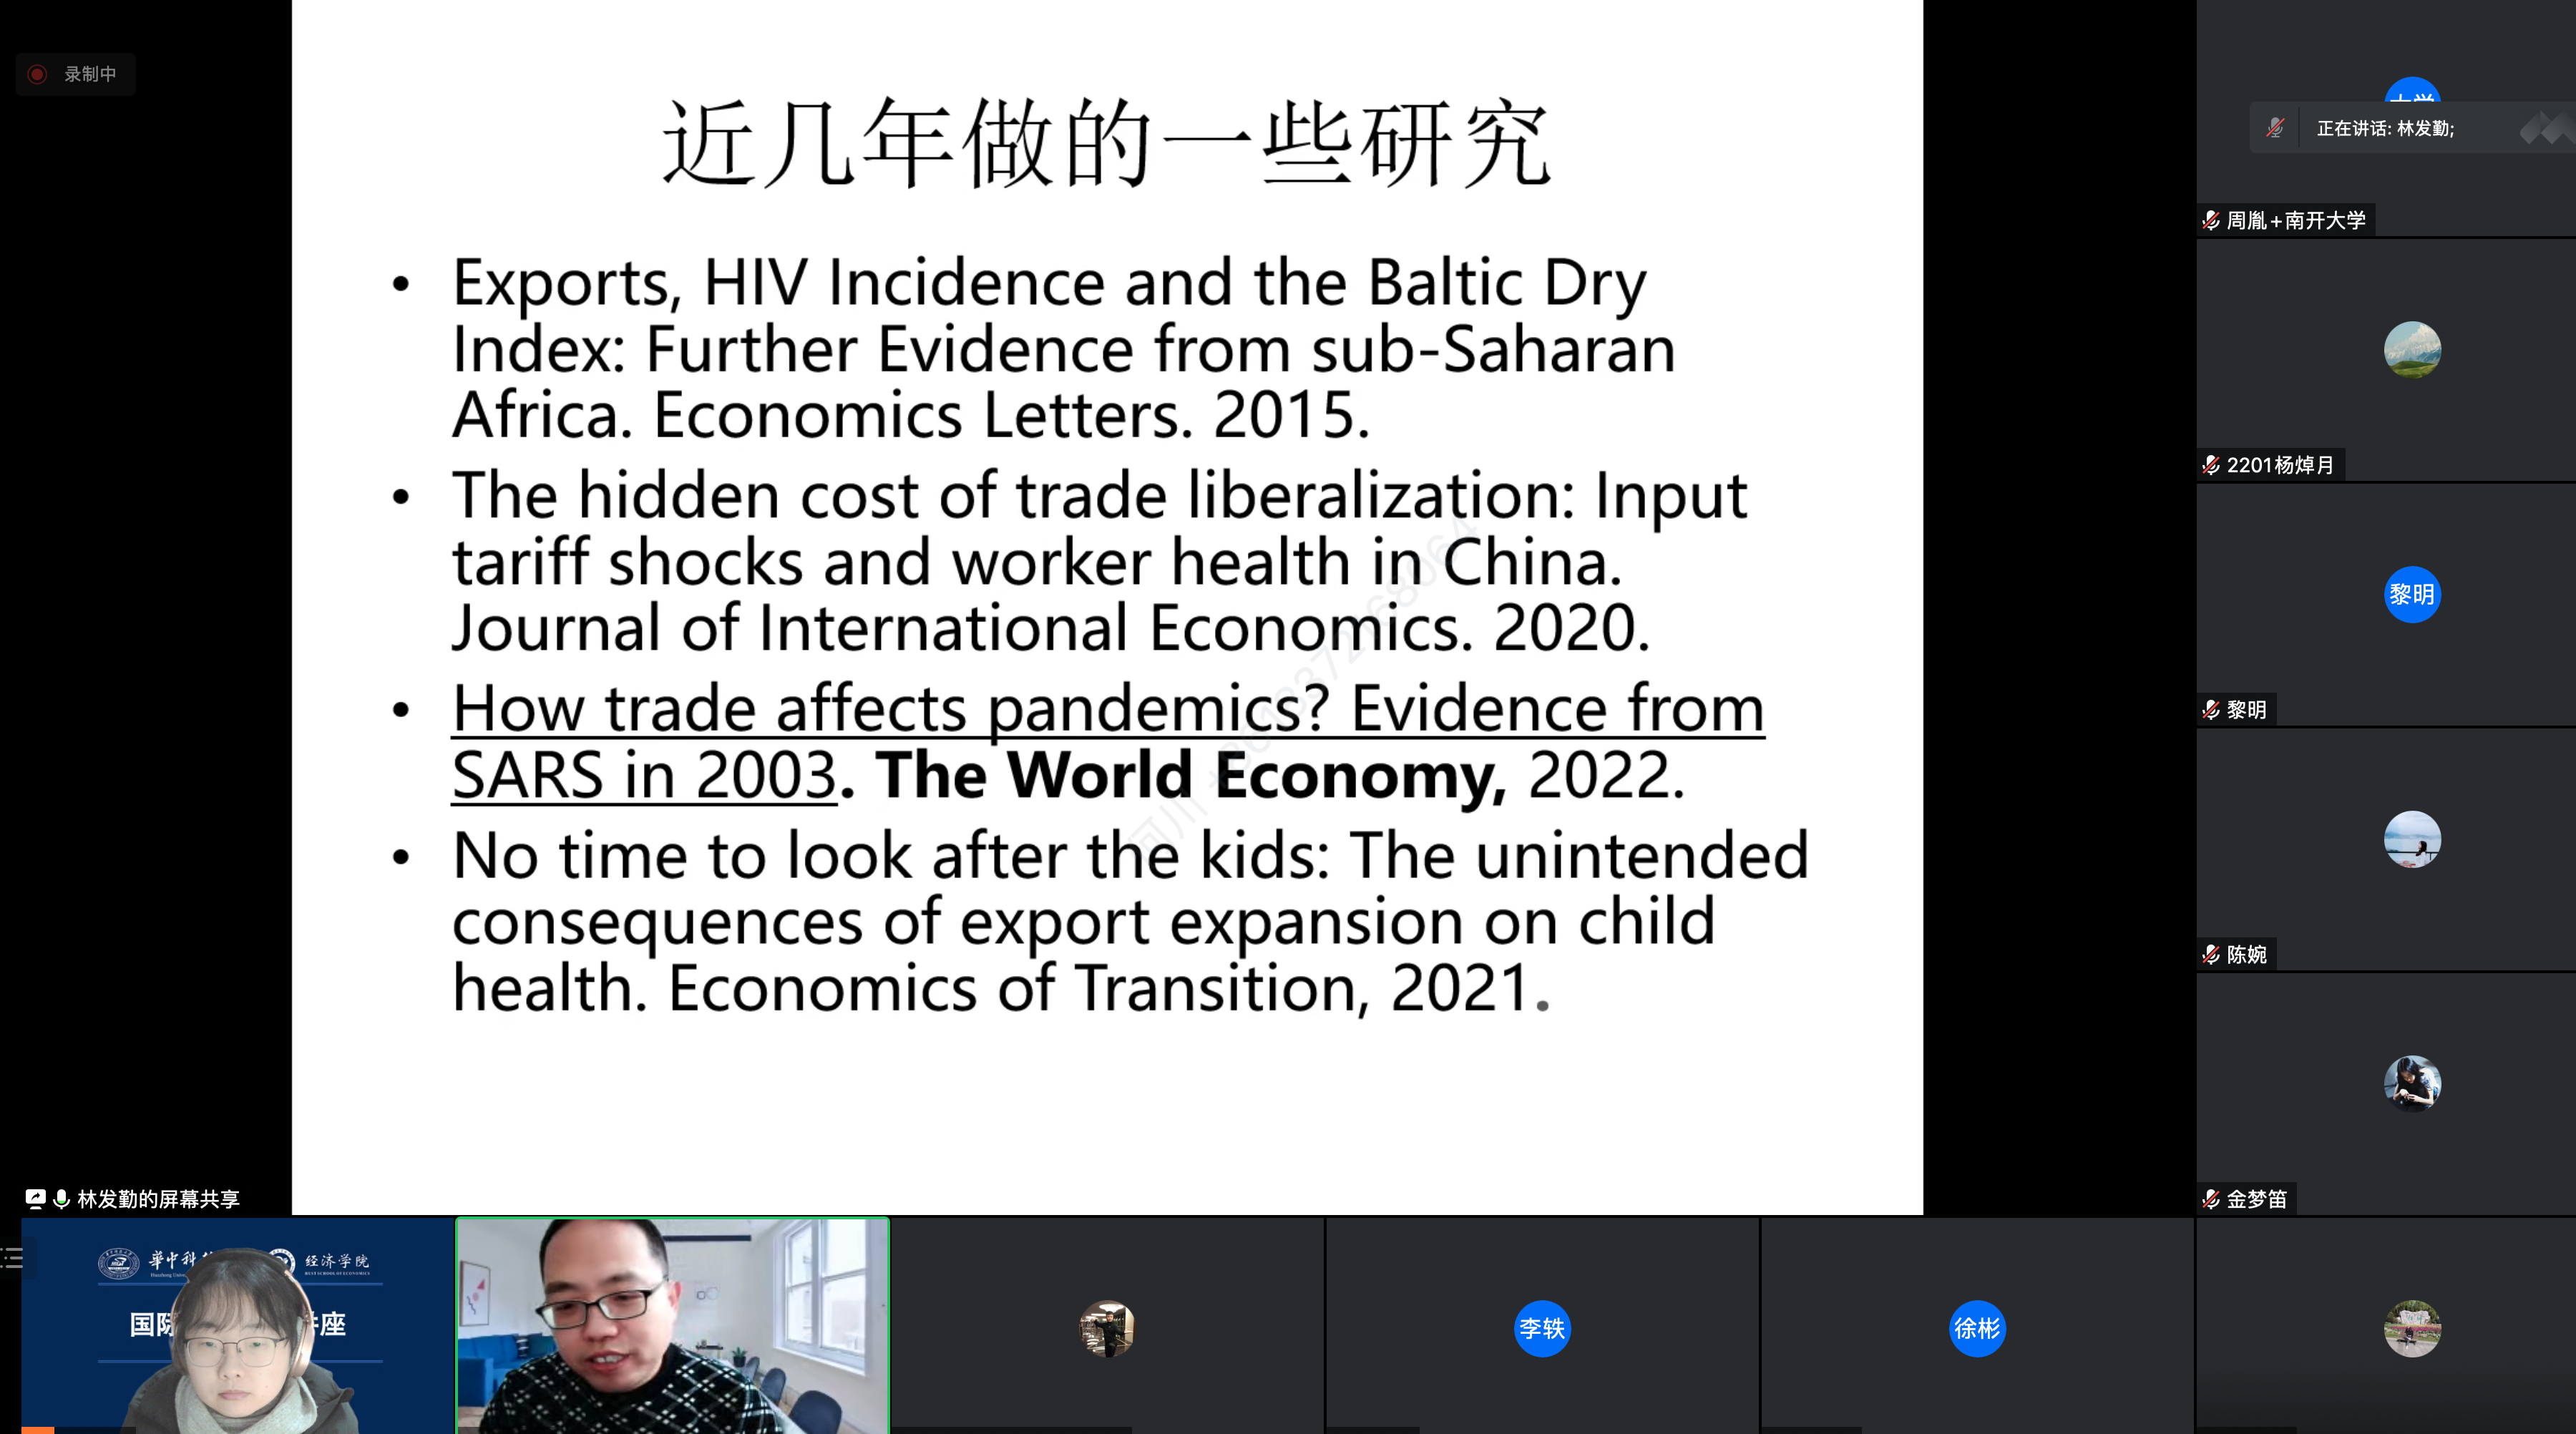 录制中
近几年做的一些研究
• Exports, HIV Incidence and the Baltic Dry
Index: Further Evidence from sub-Saharan
Africa. Economics Letters. 2015.
• The hidden cost of trade liberalization: Input
tariff shocks and worker health in China.
Journal of International Economics. 2020.
• How trade affects pandemics? Evidence from
SARS in 2003. The World Economy, 2022.
• No time to look after the kids: The unintended
consequences of export expansion on child
health. Economics of Transition, 2021.
正在讲话: 林发勤;
周胤+南开大学
2201杨焯月
黎明
黎明
陈婉
金梦笛
林发勤的屏幕共享
華中科
经济学院
国际
座
李轶
徐彬